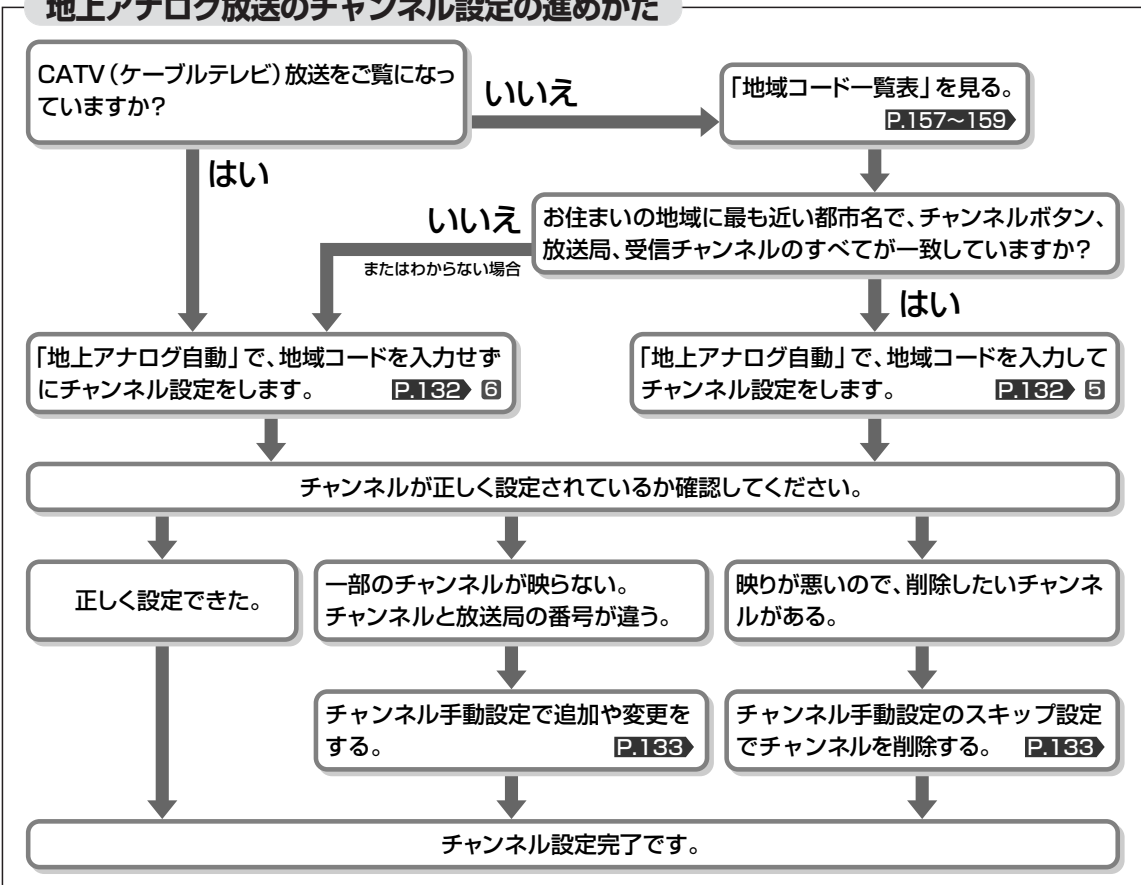 地上アナログ放送のチャンネル設定の進めかた
CATV(ケーブルテレビ)放送をご覧になっ
ていますか?
いいえ
「地域コード一覧表」を見る。
P.157~159
はい
いいえ
またはわからない場合
お住まいの地域に最も近い都市名で、チャンネルボタン、
放送局、受信チャンネルのすべてが一致していますか?
はい
「地上アナログ自動」で、地域コードを入力せず
にチャンネル設定をします。 P.132 6
「地上アナログ自動」で、地域コードを入力して
チャンネル設定をします。 P.132 5
チャンネルが正しく設定されているか確認してください。
正しく設定できた。
一部のチャンネルが映らない。
チャンネルと放送局の番号が違う。
映りが悪いので、削除したいチャンネ
ルがある。
チャンネル手動設定で追加や変更を
する。 P.133
チャンネル手動設定のスキップ設定
でチャンネルを削除する。 P.133
チャンネル設定完了です。